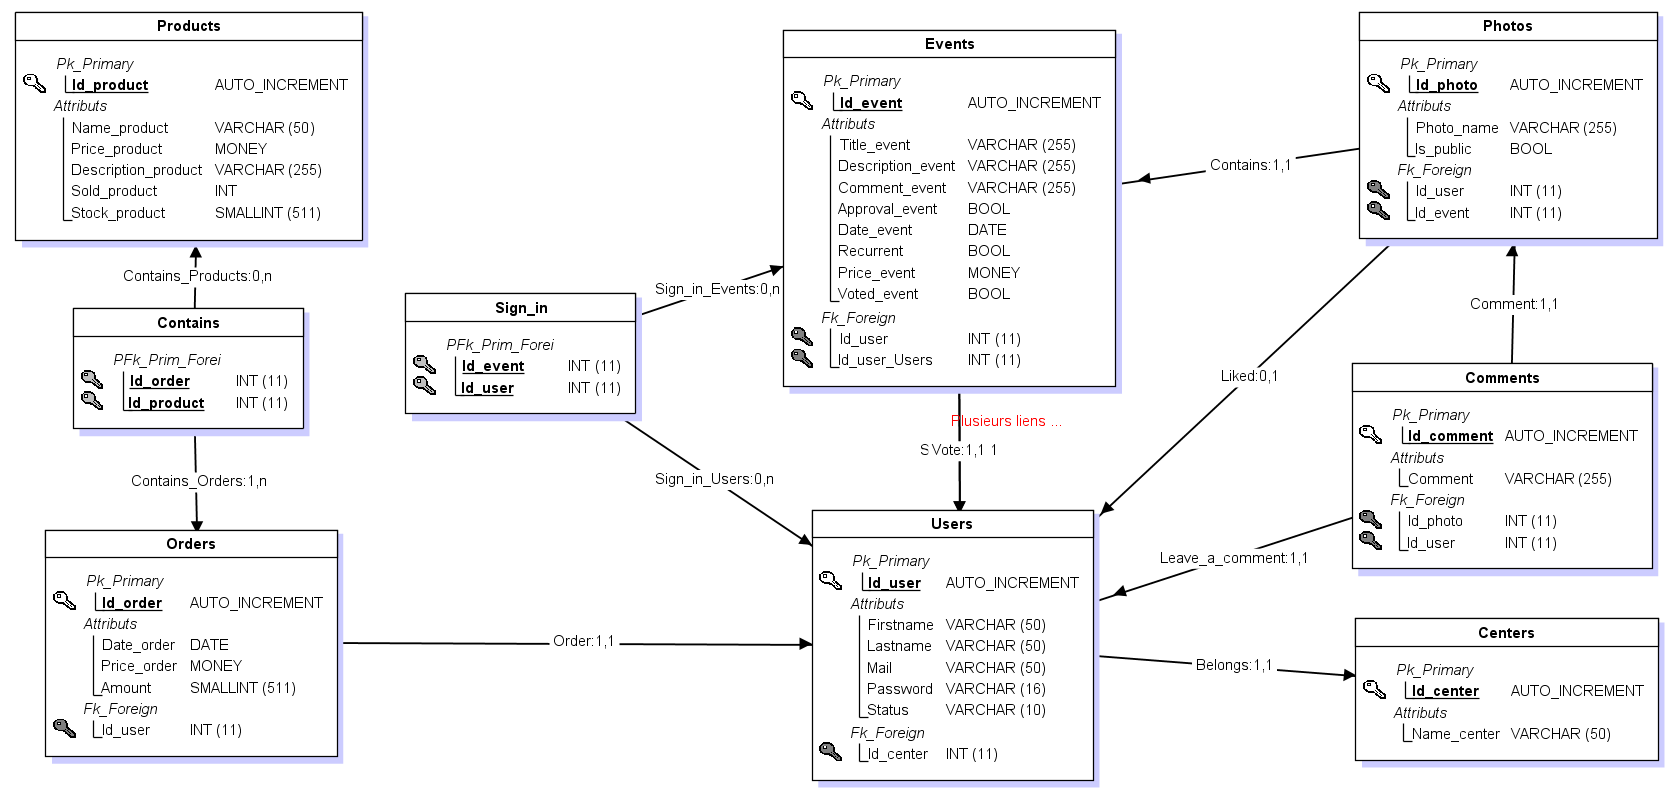 Products
Pk_Primary
Id_product AUTO_INCREMENT
Attributs
Name_product VARCHAR (50)
Price_product MONEY
Description_product VARCHAR (255)
Sold_product INT
Stock_product SMALLINT (511)
Contains_Products:0,n
Contains
PFk_Prim_Forei
Id_order INT (11)
Id_product INT (11)
Contains_Orders:1,n
Orders
Pk_Primary
Id_order AUTO_INCREMENT
Attributs
Date_order DATE
Price_order MONEY
Amount SMALLINT (511)
Fk_Foreign
Id_user INT (11)
Order:1,1
Sign_in
PFk_Prim_Forei
Id_event INT (11)
Id_user INT (11)
Sign_in_Events:0,n
Sign_in_Users:0,n
Events
Pk_Primary
Id_event AUTO_INCREMENT
Attributs
Title_event VARCHAR (255)
Description_event VARCHAR (255)
Comment_event VARCHAR (255)
Approval_event BOOL
Date_event DATE
Recurrent BOOL
Price_event MONEY
Voted_event BOOL
Fk_Foreign
Id_user INT (11)
Id_user_Users INT (11)
Plusieurs liens ...
Vote:1,1
Users
Pk_Primary
Id_user AUTO_INCREMENT
Attributs
Firstname VARCHAR (50)
Lastname VARCHAR (50)
Mail VARCHAR (50)
Password VARCHAR (16)
Status VARCHAR (10)
Fk_Foreign
Id_center INT (11)
Photos
Pk_Primary
Id_photo AUTO_INCREMENT
Attributs
Photo_name VARCHAR (255)
Is_public BOOL
Fk_Foreign
Id_user INT (11)
Id_event INT (11)
Contains:1,1
Liked:0,1
Comment:1,1
Comments
Pk_Primary
Id_comment AUTO_INCREMENT
Attributs
Comment VARCHAR (255)
Fk_Foreign
Id_photo INT (11)
Id_user INT (11)
Leave_a_comment:1,1
Belongs:1,1
Centers
Pk_Primary
Id_center AUTO_INCREMENT
Attributs
Name_center VARCHAR (50)